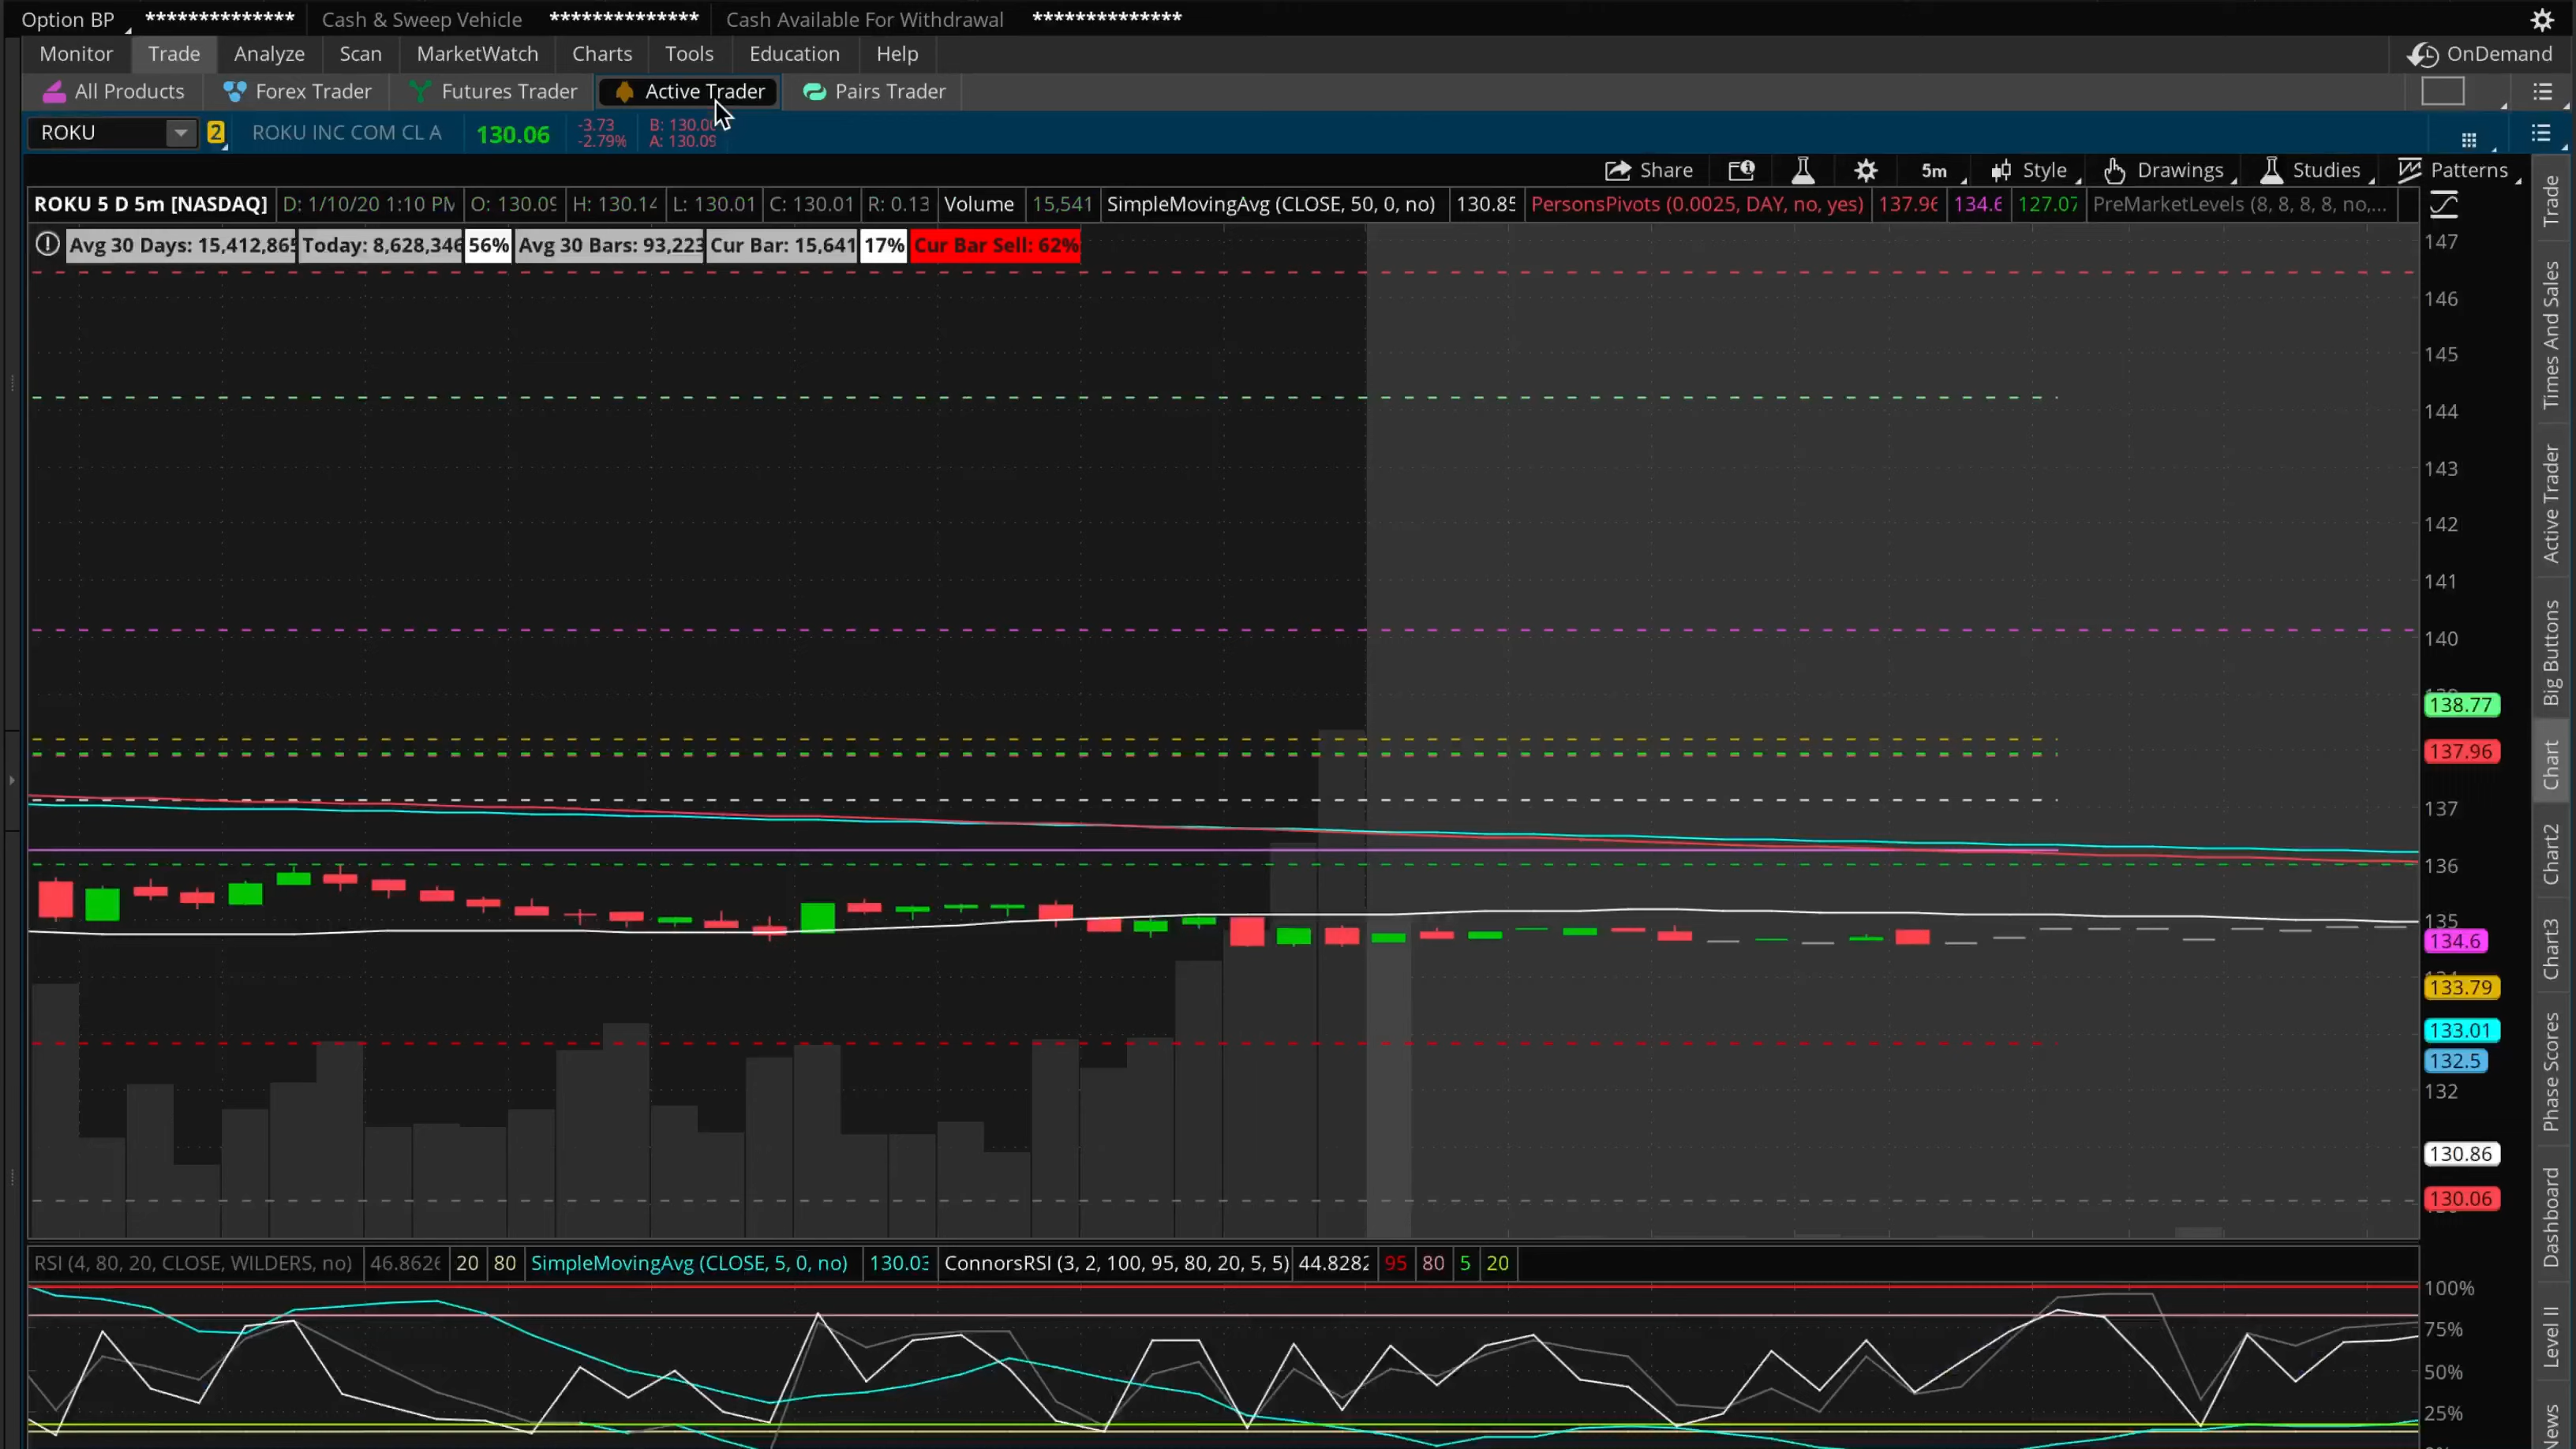 Option BP ************** Cash & Sweep Vehicle ************** Cash Available For Withdrawal **************
Monitor Trade Analyze Scan MarketWatch Charts Tools Education Help OnDemand
All Products Forex Trader Futures Trader Active Trader Pairs Trader
ROKU 2 ROKU INC COM CL A 130.06 -3.73 B: 130.0
-2.79% A: 130.09
Share 5m Style Drawings Studies Patterns
ROKU 5 D 5m [NASDAQ] D: 1/10/20 1:10 PM O: 130.09 H: 130.14 L: 130.01 C: 130.01 R: 0.13 Volume 15,541 SimpleMovingAvg (CLOSE, 50, 0, no) 130.85 PersonsPivots (0.0025, DAY, no, yes) 137.96 134.6 127.07 PreMarketLevels (8, 8, 8, 8, no,...
Avg 30 Days: 15,412,865 Today: 8,628,346 56% Avg 30 Bars: 93,223 Cur Bar: 15,641 17% Cur Bar Sell: 62%
147
146
145
144
143
142
141
140
138.77
137.96
137
136
135
134.6
133.79
133.01
132.5
132
130.86
130.06
RSI (4, 80, 20, CLOSE, WILDERS, no) 46.862 20 80 SimpleMovingAvg (CLOSE, 5, 0, no) 130.03 ConnorsRSI (3, 2, 100, 95, 80, 20, 5, 5) 44.828 95 80 5 20
100%
75%
50%
25%
Trade
Times And Sales
Active Trader
Big Buttons
Chart
Chart2
Chart3
Phase Scores
Dashboard
Level II
News